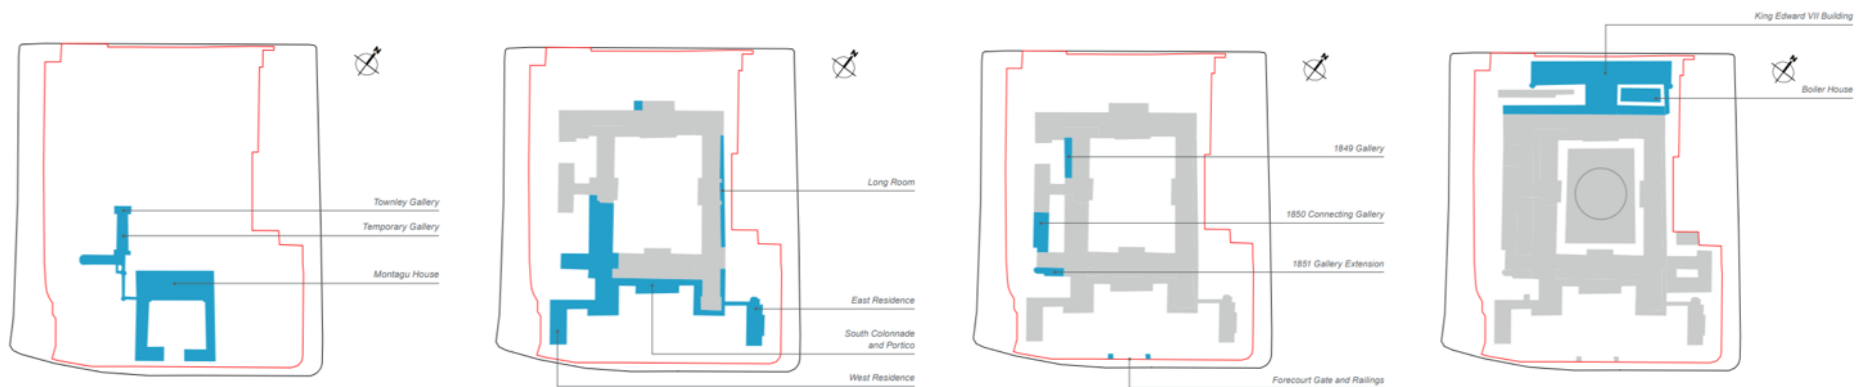 N
Townley Gallery
Temporary Gallery
Montagu House
N
Long Room
East Residence
South Colonnade
and Portico
West Residence
N
1849 Gallery
1850 Connecting Gallery
1851 Gallery Extension
Forecourt Gate and Railings
King Edward VII Building
N
Boiler House